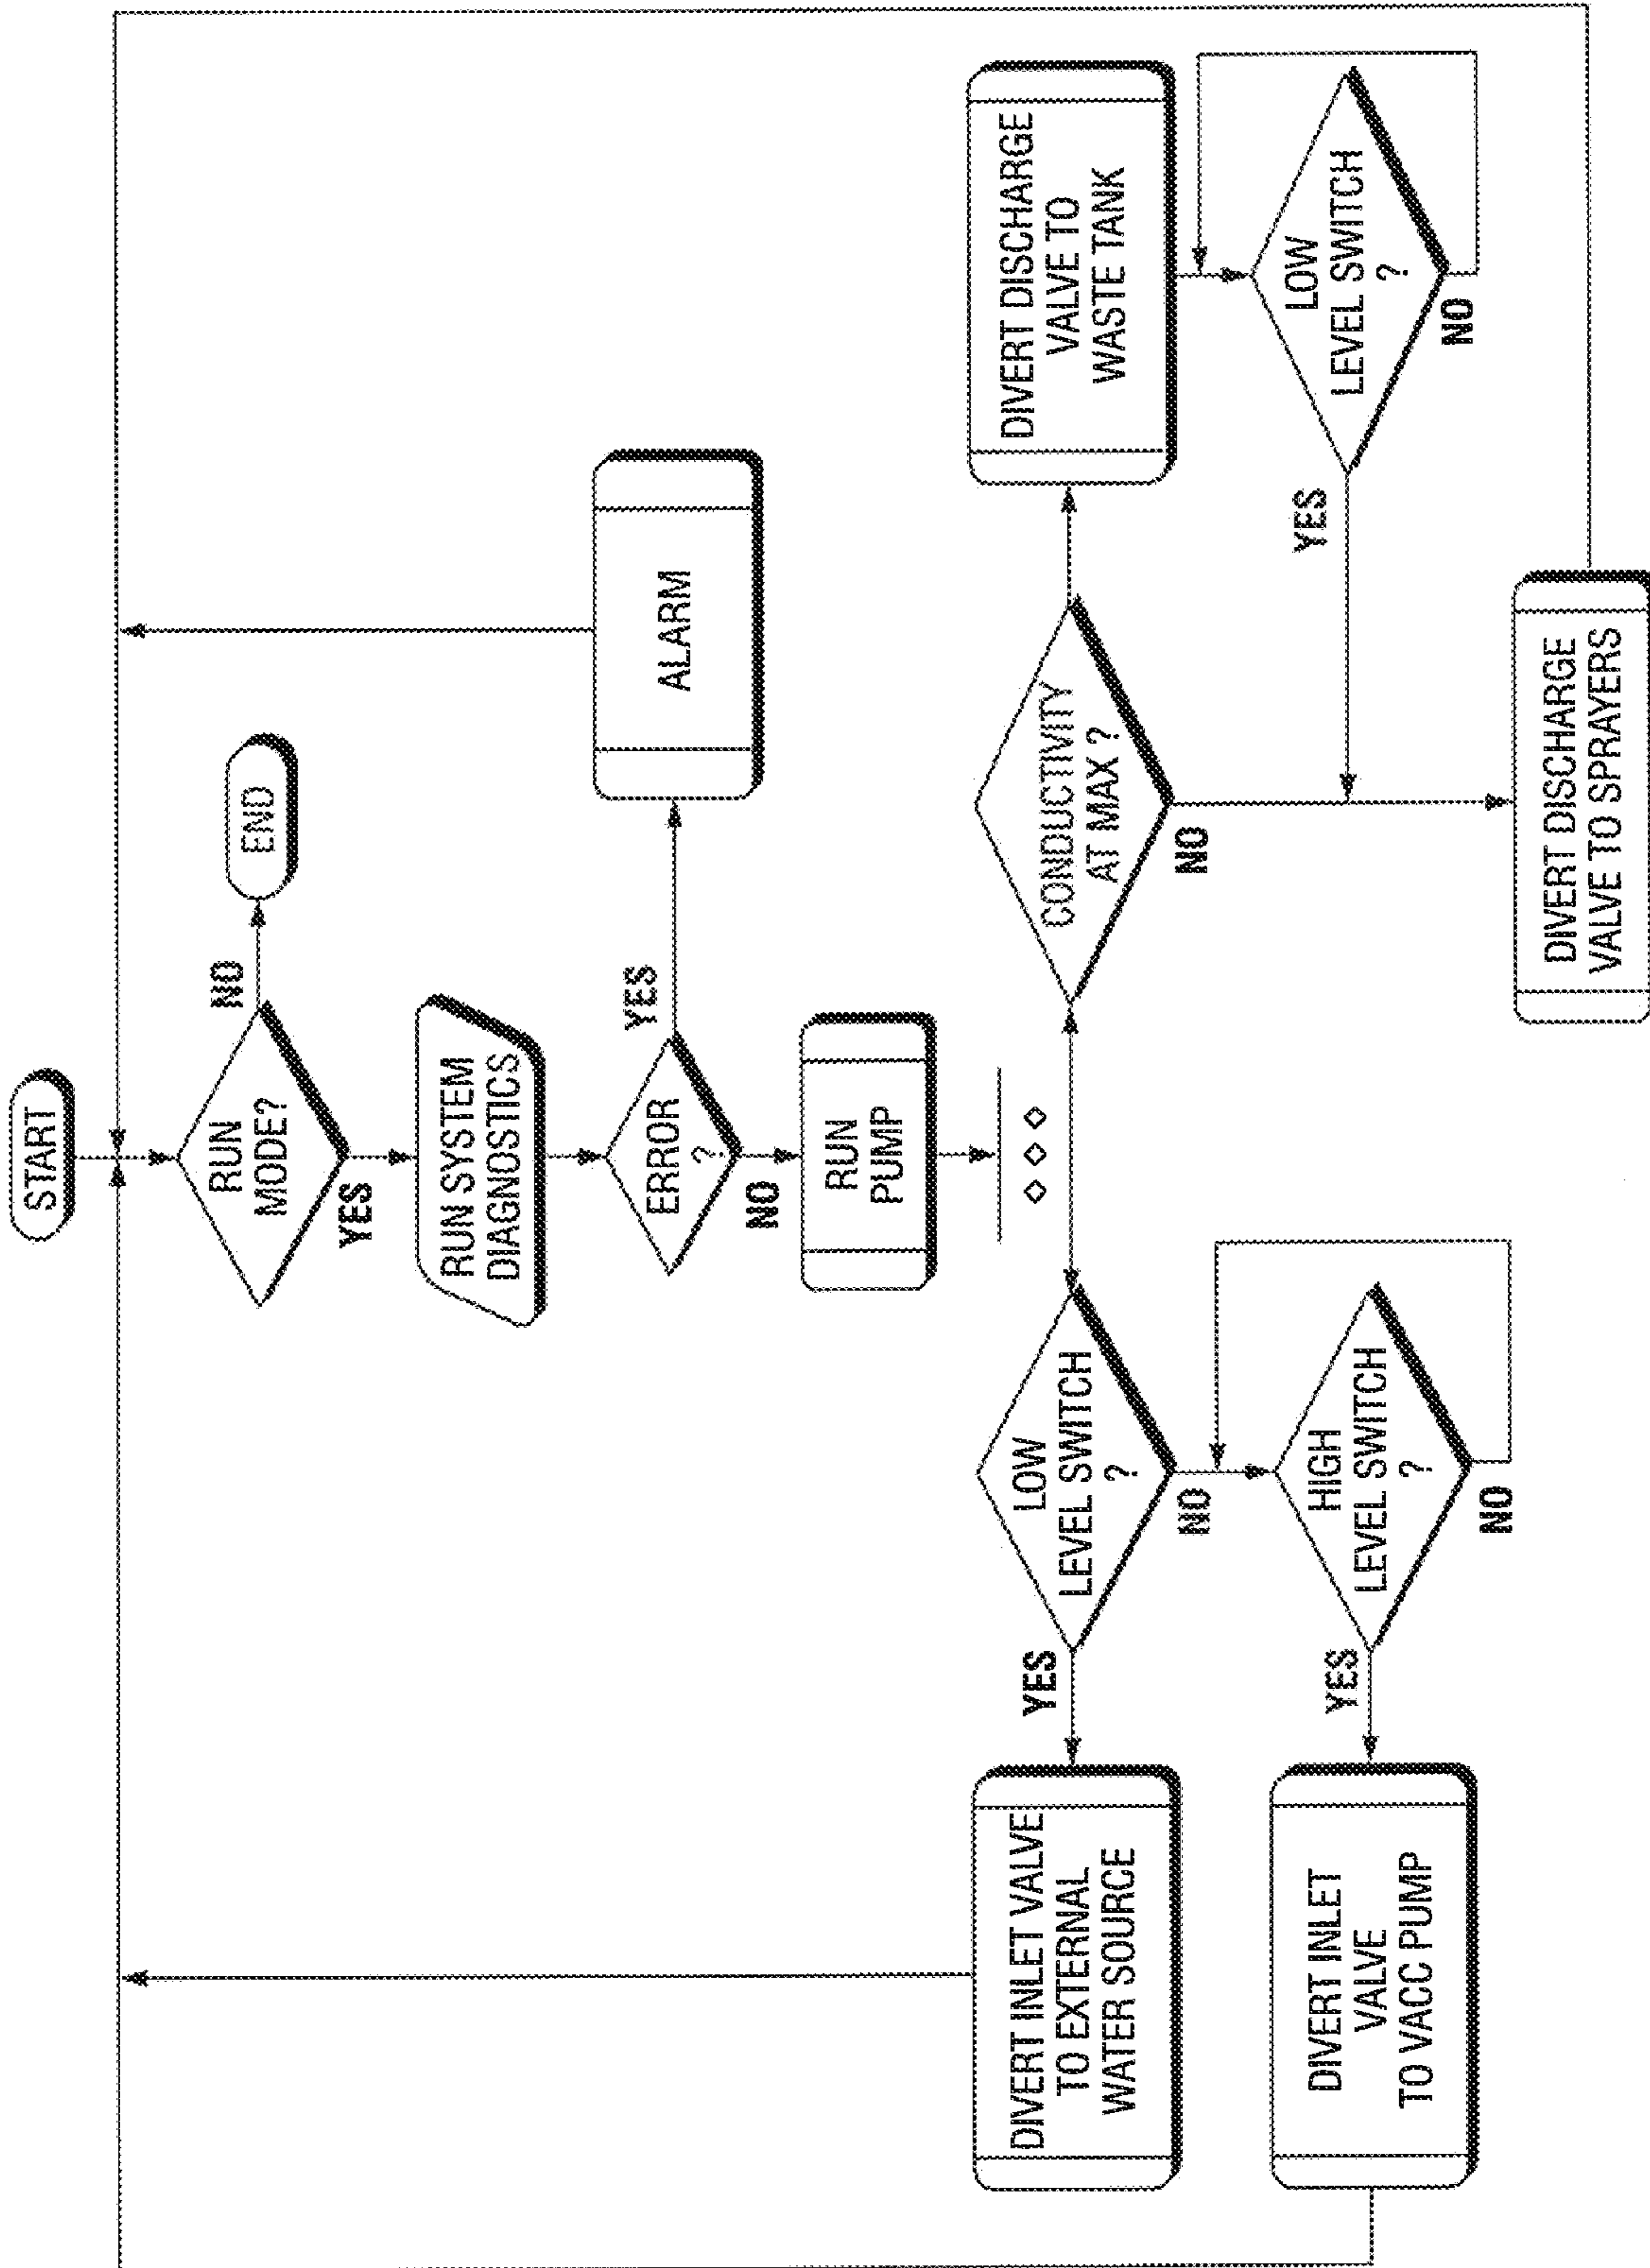 START
RUN
MODE?
NO
END
YES
RUN SYSTEM
DIAGNOSTICS
ERROR
?
YES
ALARM
NO
RUN
PUMP
LOW
LEVEL SWITCH
?
YES
NO
DIVERT INLET VALVE
TO EXTERNAL
WATER SOURCE
HIGH
LEVEL SWITCH
?
YES
NO
DIVERT INLET
VALVE
TO VACC PUMP
CONDUCTIVITY
AT MAX ?
NO
DIVERT DISCHARGE
VALVE TO
WASTE TANK
LOW
LEVEL SWITCH
?
YES
NO
DIVERT DISCHARGE
VALVE TO SPRAYERS